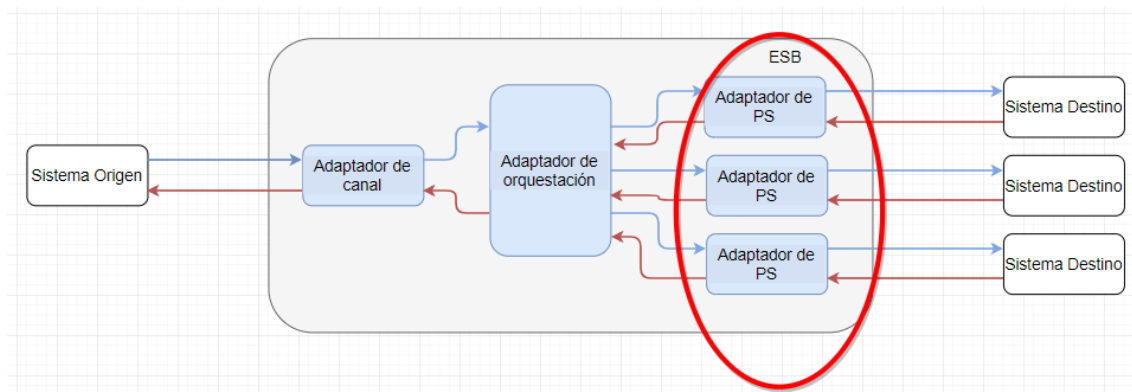 ESB
Sistema Origen
Adaptador de
canal
Adaptador de
orquestación
Adaptador de
PS
Sistema Destino
Adaptador de
PS
Sistema Destino
Adaptador de
PS
Sistema Destino